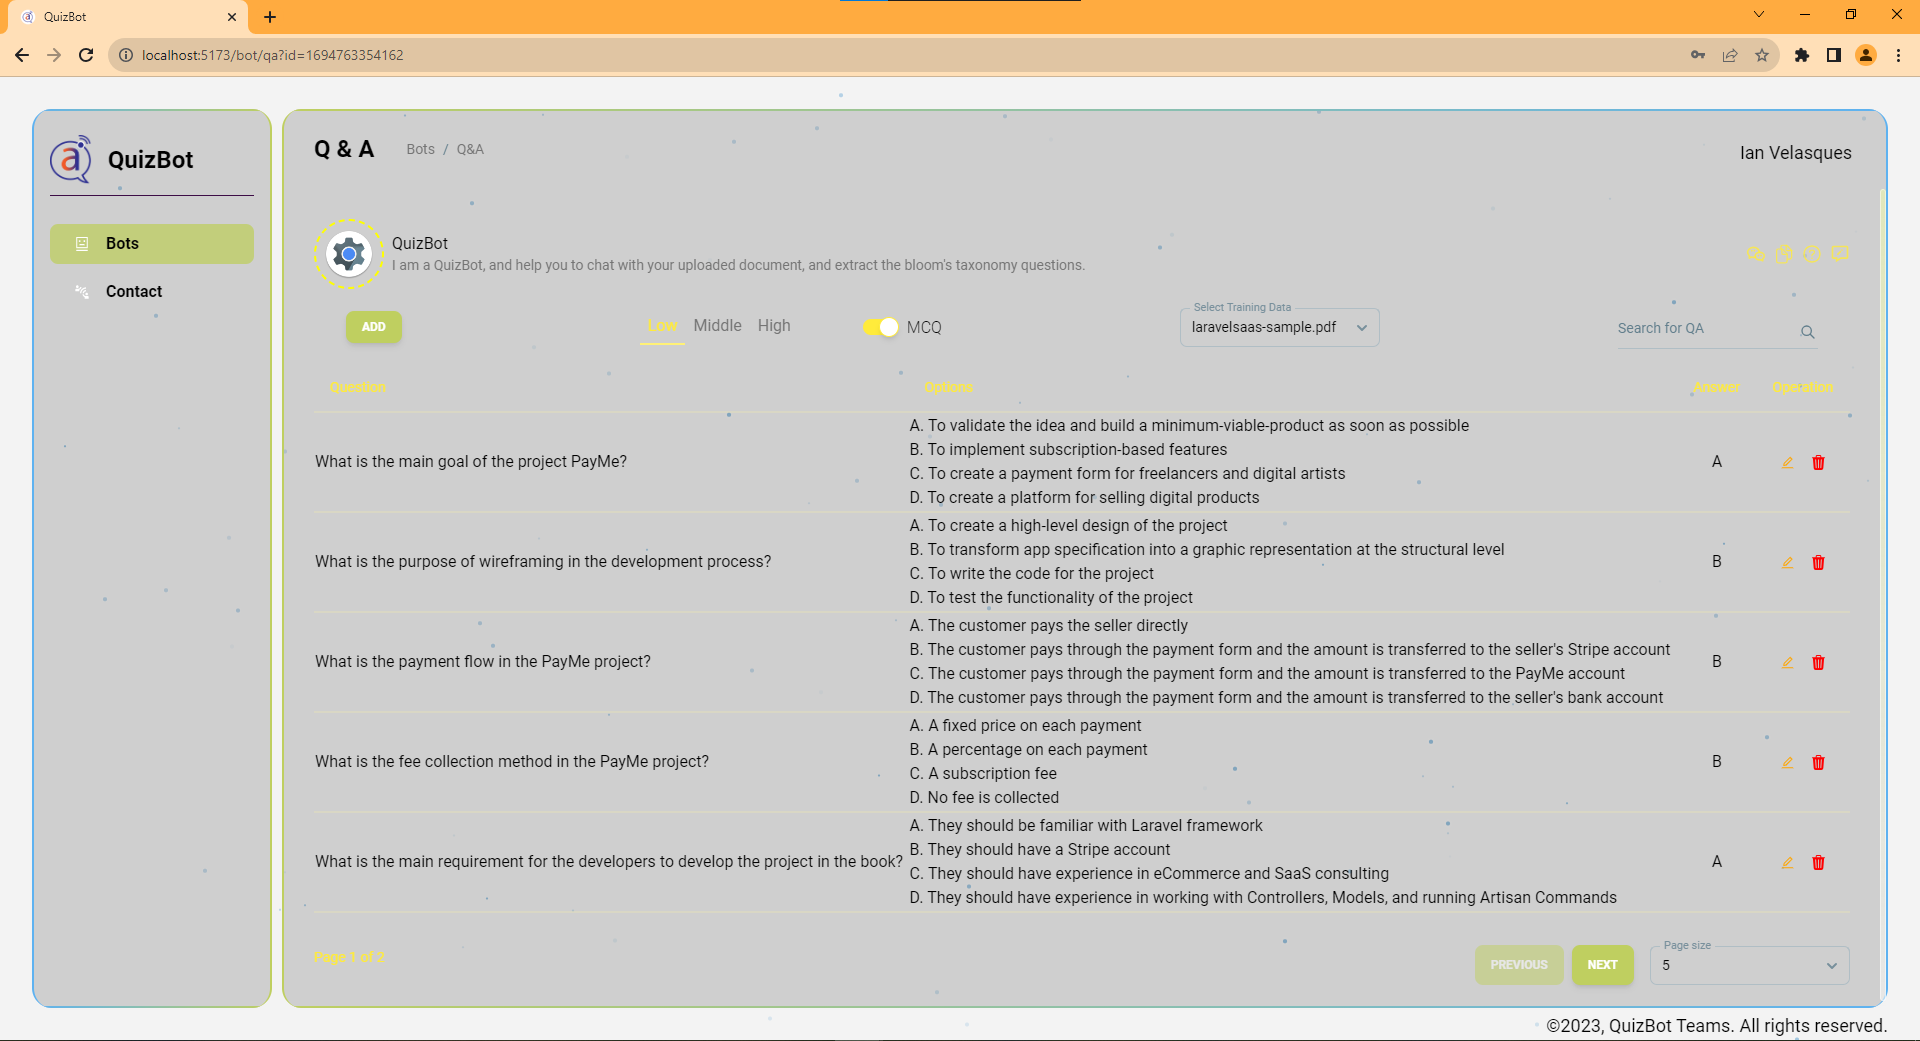 QuizBot
localhost:5173/bot/qa?id=1694763354162
QuizBot
Bots
Contact
Q & A
Bots / Q&A
Ian Velasques
QuizBot
I am a QuizBot, and help you to chat with your uploaded document, and extract the bloom's taxonomy questions.
ADD
Low Middle High
MCQ
Select Training Data
laravelsaas-sample.pdf
Search for QA
Question Options Answer Operation
What is the main goal of the project PayMe?
A. To validate the idea and build a minimum-viable-product as soon as possible
B. To implement subscription-based features
C. To create a payment form for freelancers and digital artists
D. To create a platform for selling digital products
A
What is the purpose of wireframing in the development process?
A. To create a high-level design of the project
B. To transform app specification into a graphic representation at the structural level
C. To write the code for the project
D. To test the functionality of the project
B
What is the payment flow in the PayMe project?
A. The customer pays the seller directly
B. The customer pays through the payment form and the amount is transferred to the seller's Stripe account
C. The customer pays through the payment form and the amount is transferred to the PayMe account
D. The customer pays through the payment form and the amount is transferred to the seller's bank account
B
What is the fee collection method in the PayMe project?
A. A fixed price on each payment
B. A percentage on each payment
C. A subscription fee
D. No fee is collected
B
What is the main requirement for the developers to develop the project in the book?
A. They should be familiar with Laravel framework
B. They should have a Stripe account
C. They should have experience in eCommerce and SaaS consulting
D. They should have experience in working with Controllers, Models, and running Artisan Commands
A
Page 1 of 2
PREVIOUS
NEXT
Page size
5
©2023, QuizBot Teams. All rights reserved.